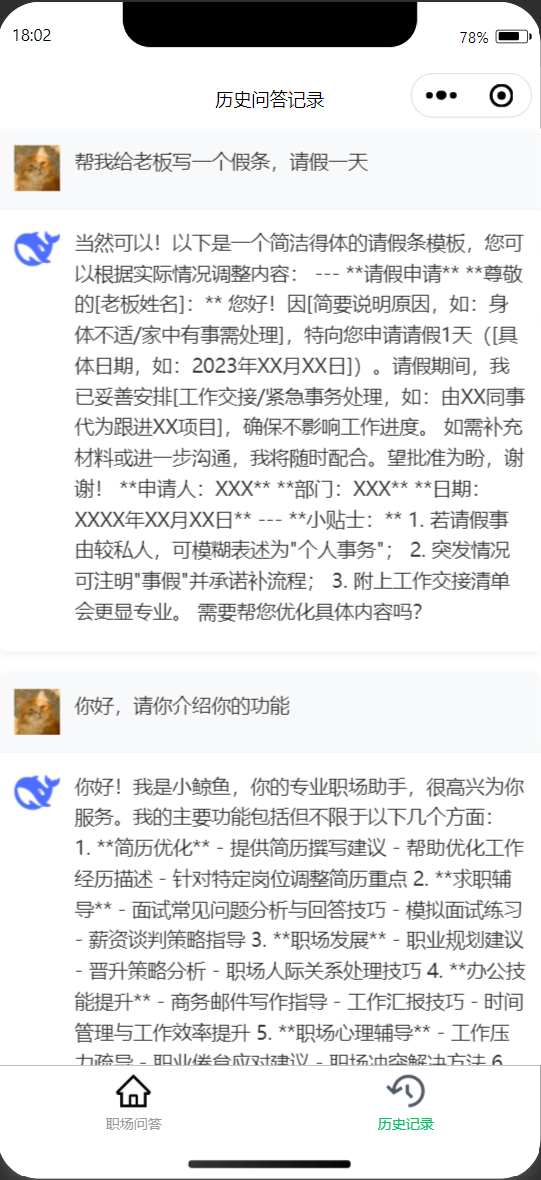 18:02
78%
历史问答记录
帮我给老板写一个假条，请假一天
当然可以！以下是一个简洁得体的请假条模板，您可
以根据实际情况调整内容： --- **请假申请** **尊敬
的[老板姓名]：** 您好！因[简要说明原因，如：身
体不适/家中有事需处理]，特向您申请请假1天（[具
体日期，如：2023年XX月XX日]）。请假期间，我
已妥善安排[工作交接/紧急事务处理，如：由XX同事
代为跟进XX项目]，确保不影响工作进度。 如需补充
材料或进一步沟通，我将随时配合。望批准为盼，谢
谢！ **申请人：XXX** **部门：XXX** **日期：
XXXX年XX月XX日** --- **小贴士：** 1. 若请假事
由较私人，可模糊表述为"个人事务"； 2. 突发情况
可注明"事假"并承诺补流程； 3. 附上工作交接清单
会更显专业。 需要帮您优化具体内容吗？
你好，请你介绍你的功能
你好！我是小鲸鱼，你的专业职场助手，很高兴为你
服务。我的主要功能包括但不限于以下几个方面：
1. **简历优化** - 提供简历撰写建议 - 帮助优化工作
经历描述 - 针对特定岗位调整简历重点 2. **求职辅
导** - 面试常见问题分析与回答技巧 - 模拟面试练习
- 薪资谈判策略指导 3. **职场发展** - 职业规划建议
- 晋升策略分析 - 职场人际关系处理技巧 4. **办公技
能提升** - 商务邮件写作指导 - 工作汇报技巧 - 时间
管理与工作效率提升 5. **职场心理辅导** - 工作压
力疏导 - 职业倦怠应对建议 - 职场冲突解决方法 6.
职场问答
历史记录